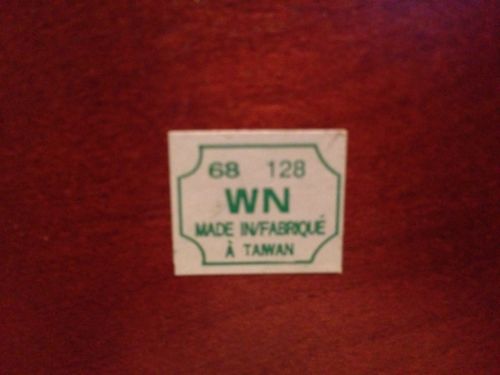 68 128
WN
MADE IN/FABRIQUÉ
À TAIWAN